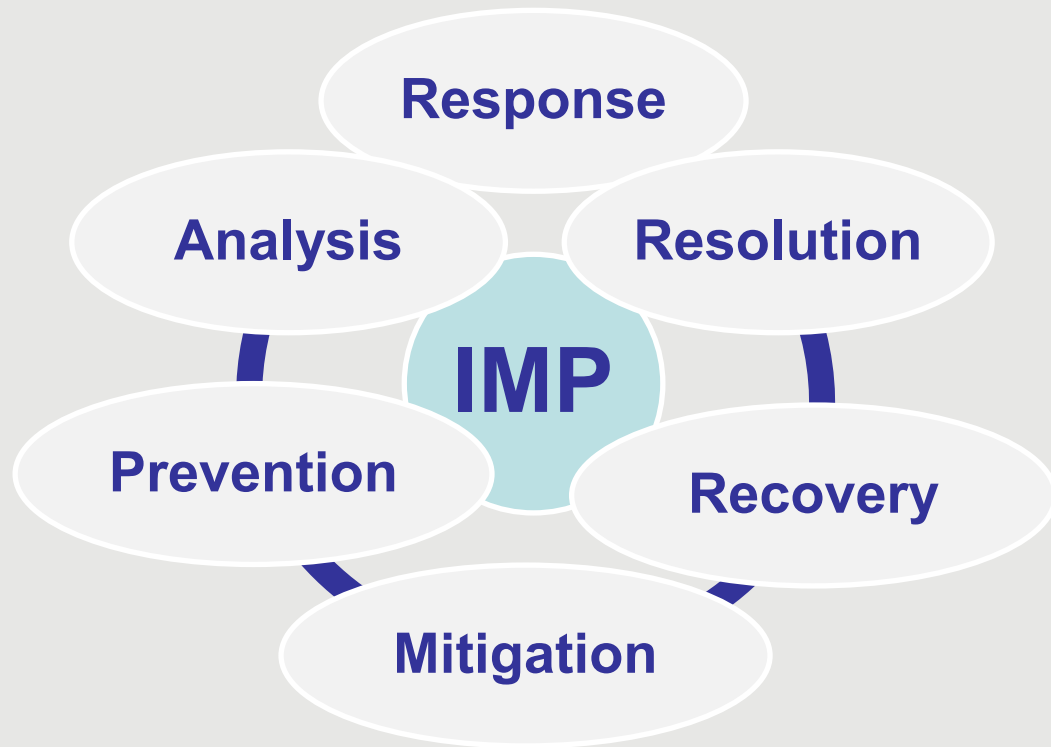 Response
Analysis
Resolution
IMP
Prevention
Recovery
Mitigation